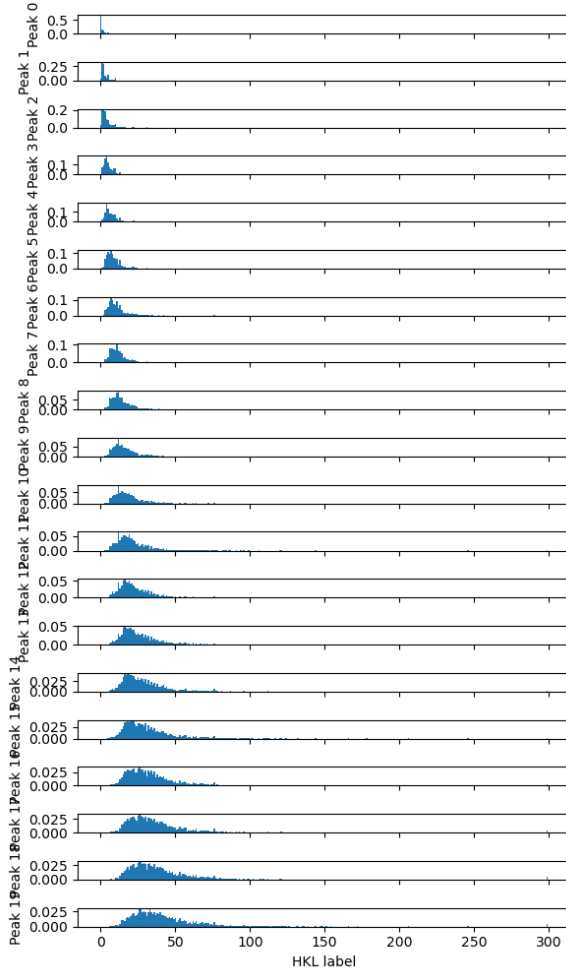 Peak 0
0.5
0.0
Peak 1
0.25
0.00
Peak 2
0.2
0.0
Peak 3
0.1
0.0
Peak 4
0.1
0.0
Peak 5
0.1
0.0
Peak 6
0.1
0.0
Peak 7
0.1
0.0
Peak 8
0.05
0.00
Peak 9
0.05
0.00
Peak 10
0.05
0.00
Peak 11
0.05
0.00
Peak 12
0.05
0.00
Peak 13
0.05
0.00
Peak 14
0.025
0.000
Peak 15
0.025
0.000
Peak 16
0.025
0.000
Peak 17
0.025
0.000
Peak 18
0.025
0.000
Peak 19
0.025
0.000
0 50 100 150 200 250 300
HKL label